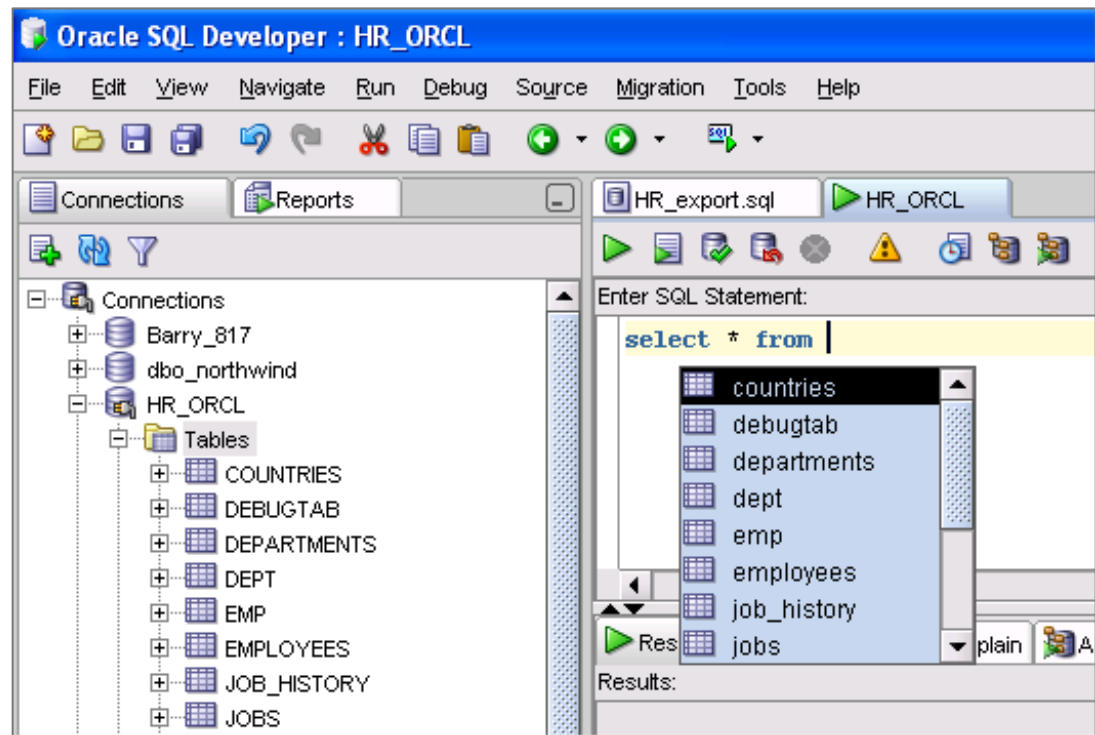 Oracle SQL Developer : HR_ORCL
File Edit View Navigate Run Debug Source Migration Tools Help
SQL
Connections Reports
HR_export.sql HR_ORCL
Connections
Barry_817
dbo_northwind
HR_ORCL
Tables
COUNTRIES
DEBUGTAB
DEPARTMENTS
DEPT
EMP
EMPLOYEES
JOB_HISTORY
JOBS
Enter SQL Statement:
select * from
countries
debugtab
departments
dept
emp
employees
job_history
jobs
Res plain A
Results: